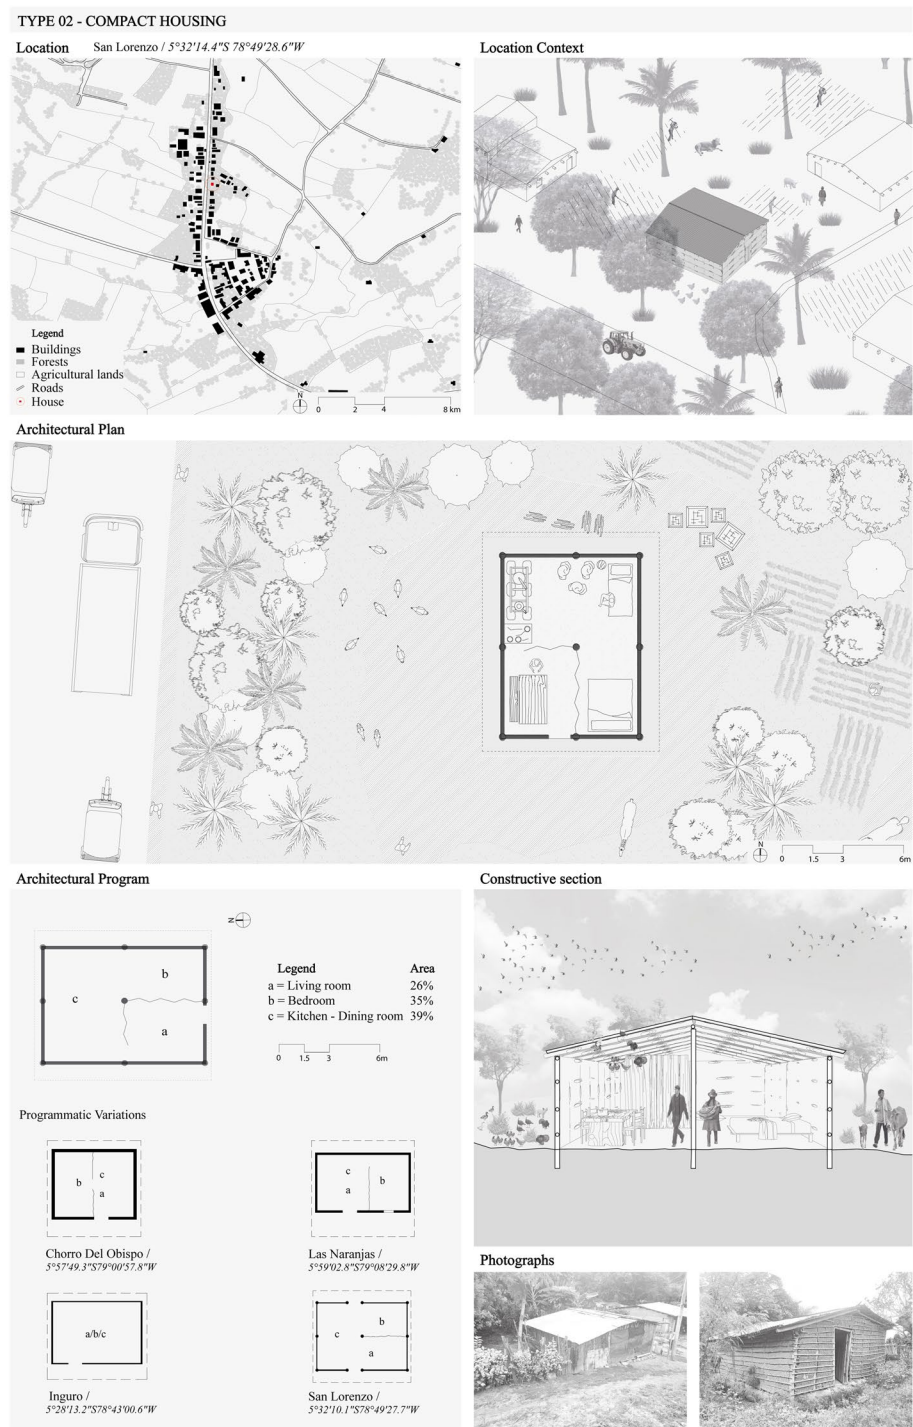 TYPE 02 - COMPACT HOUSING
Location San Lorenzo / 5°32'14.4"S 78°49'28.6"W
Location Context
Legend
Buildings
Forests
Agricultural lands
Roads
House
N
0 2 4 8 km
Architectural Plan
N
0 1.5 3 6m
Architectural Program
N
b
c
a
Legend Area
a = Living room 26%
b = Bedroom 35%
c = Kitchen - Dining room 39%
0 1.5 3 6m
Programmatic Variations
b c a
Chorro Del Obispo /
5°57'49.3"S79°00'57.8"W
c a b
Las Naranjas /
5°59'02.8"S79°08'29.8"W
a/b/c
Inguro /
5°28'13.2"S78°43'00.6"W
c b a
San Lorenzo /
5°32'10.1"S78°49'27.7"W
Constructive section
Photographs